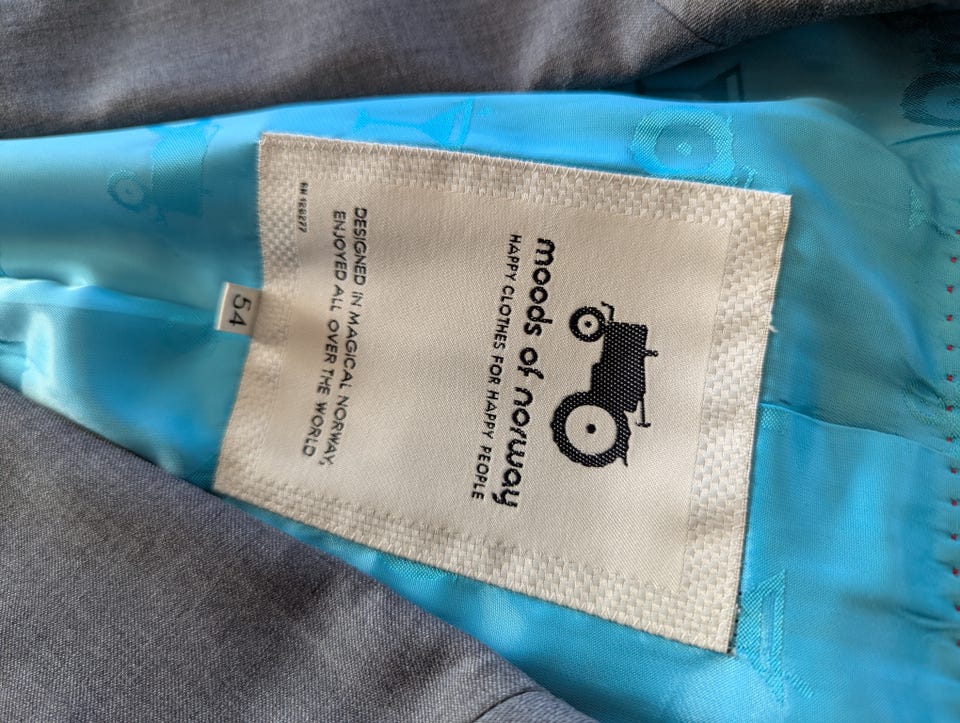 moods of norway
HAPPY CLOTHES FOR HAPPY PEOPLE
DESIGNED IN MAGICAL NORWAY,
ENJOYED ALL OVER THE WORLD
54